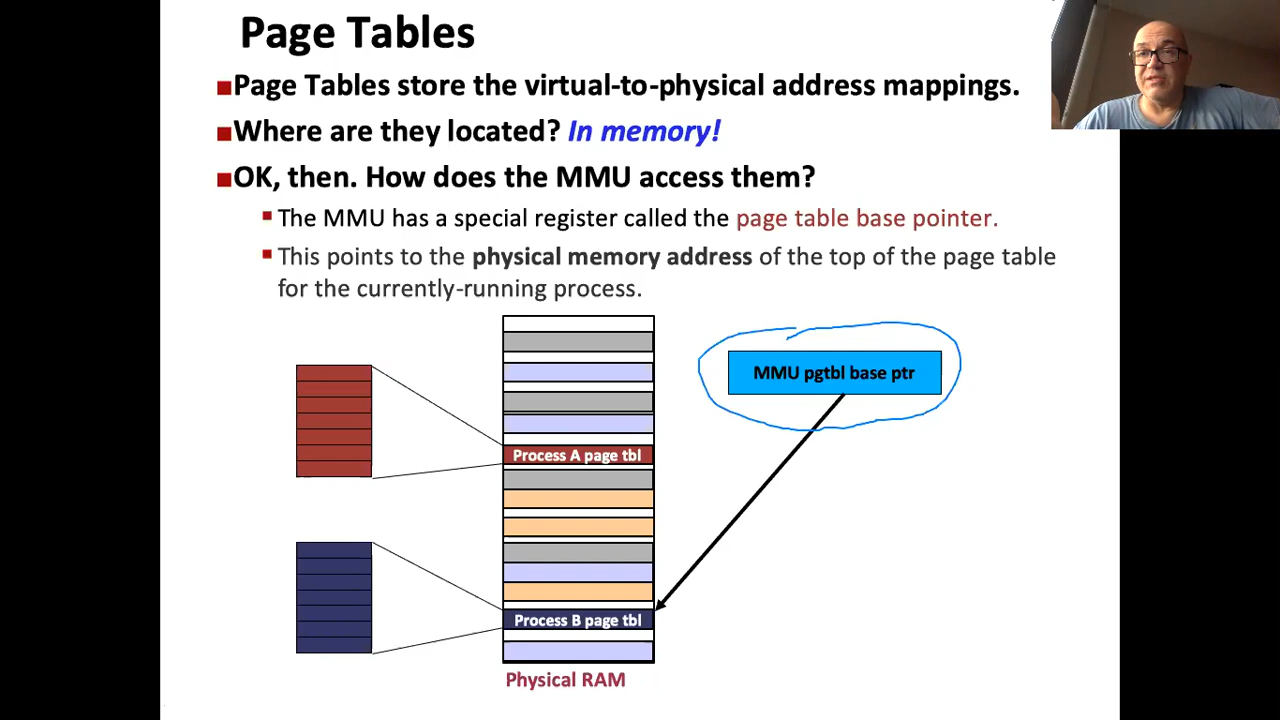 Page Tables
Page Tables store the virtual-to-physical address mappings.
Where are they located? In memory!
OK, then. How does the MMU access them?
The MMU has a special register called the page table base pointer.
This points to the physical memory address of the top of the page table
for the currently-running process.
MMU pgtbl base ptr
Process A page tbl
Process B page tbl
Physical RAM